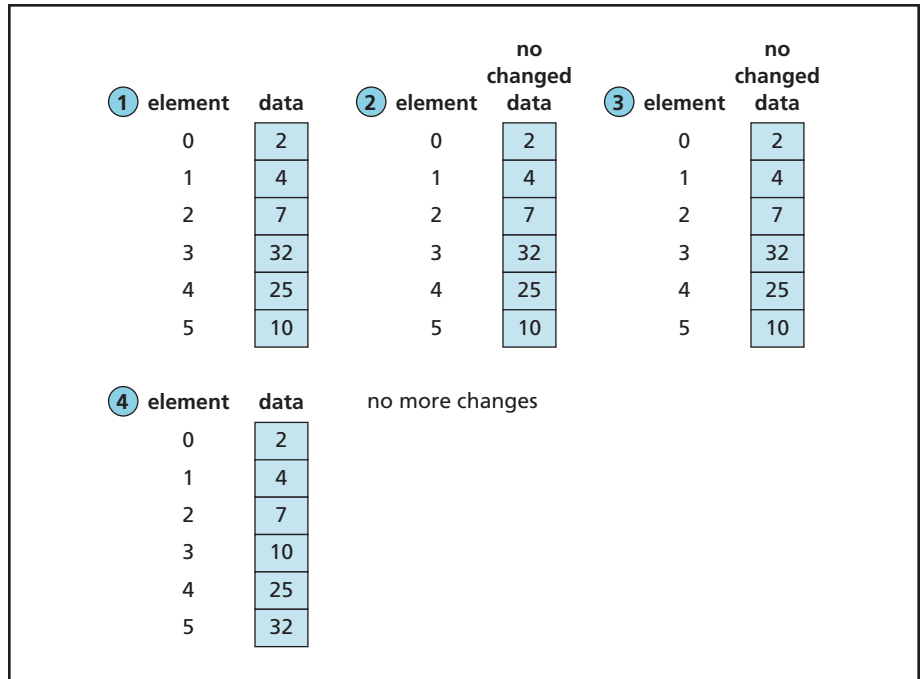 no no
changed changed
1 element data 2 element data 3 element data
0 2 0 2 0 2
1 4 1 4 1 4
2 7 2 7 2 7
3 32 3 32 3 32
4 25 4 25 4 25
5 10 5 10 5 10
4 element data no more changes
0 2
1 4
2 7
3 10
4 25
5 32